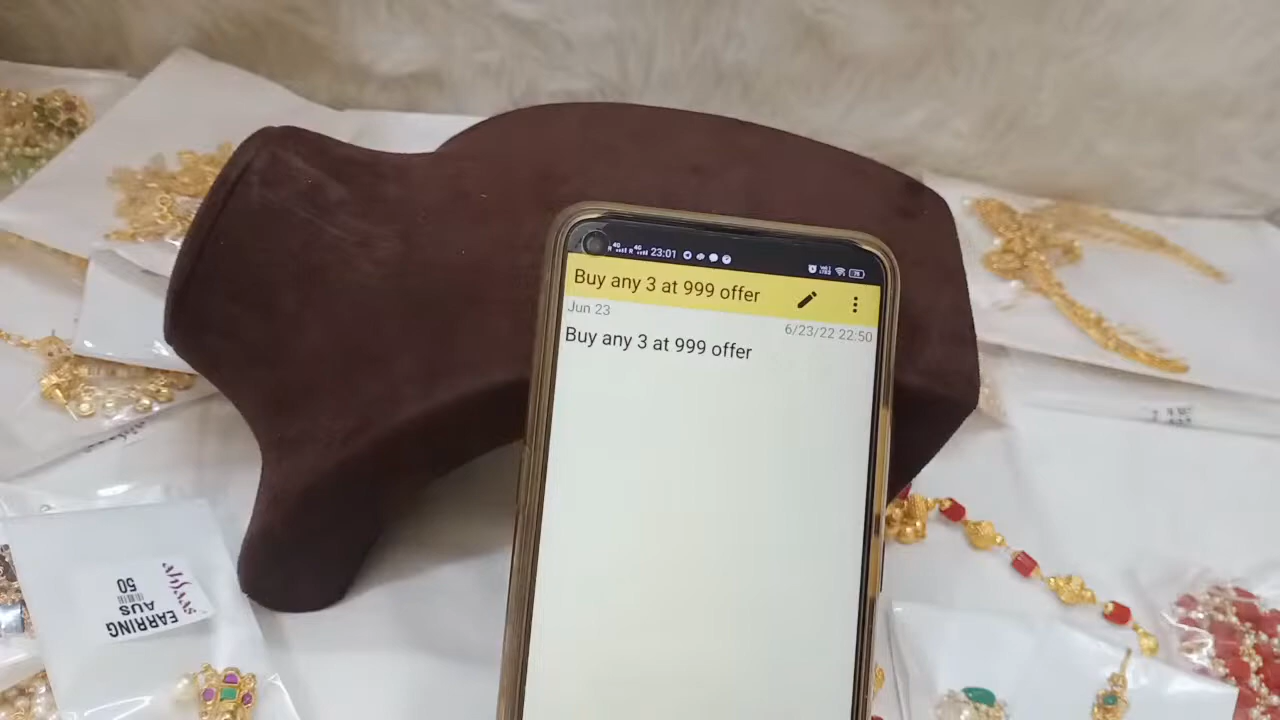 23:01
Buy any 3 at 999 offer
Jun 23
6/23/22 22:50
Buy any 3 at 999 offer
EARRING
AUS
50